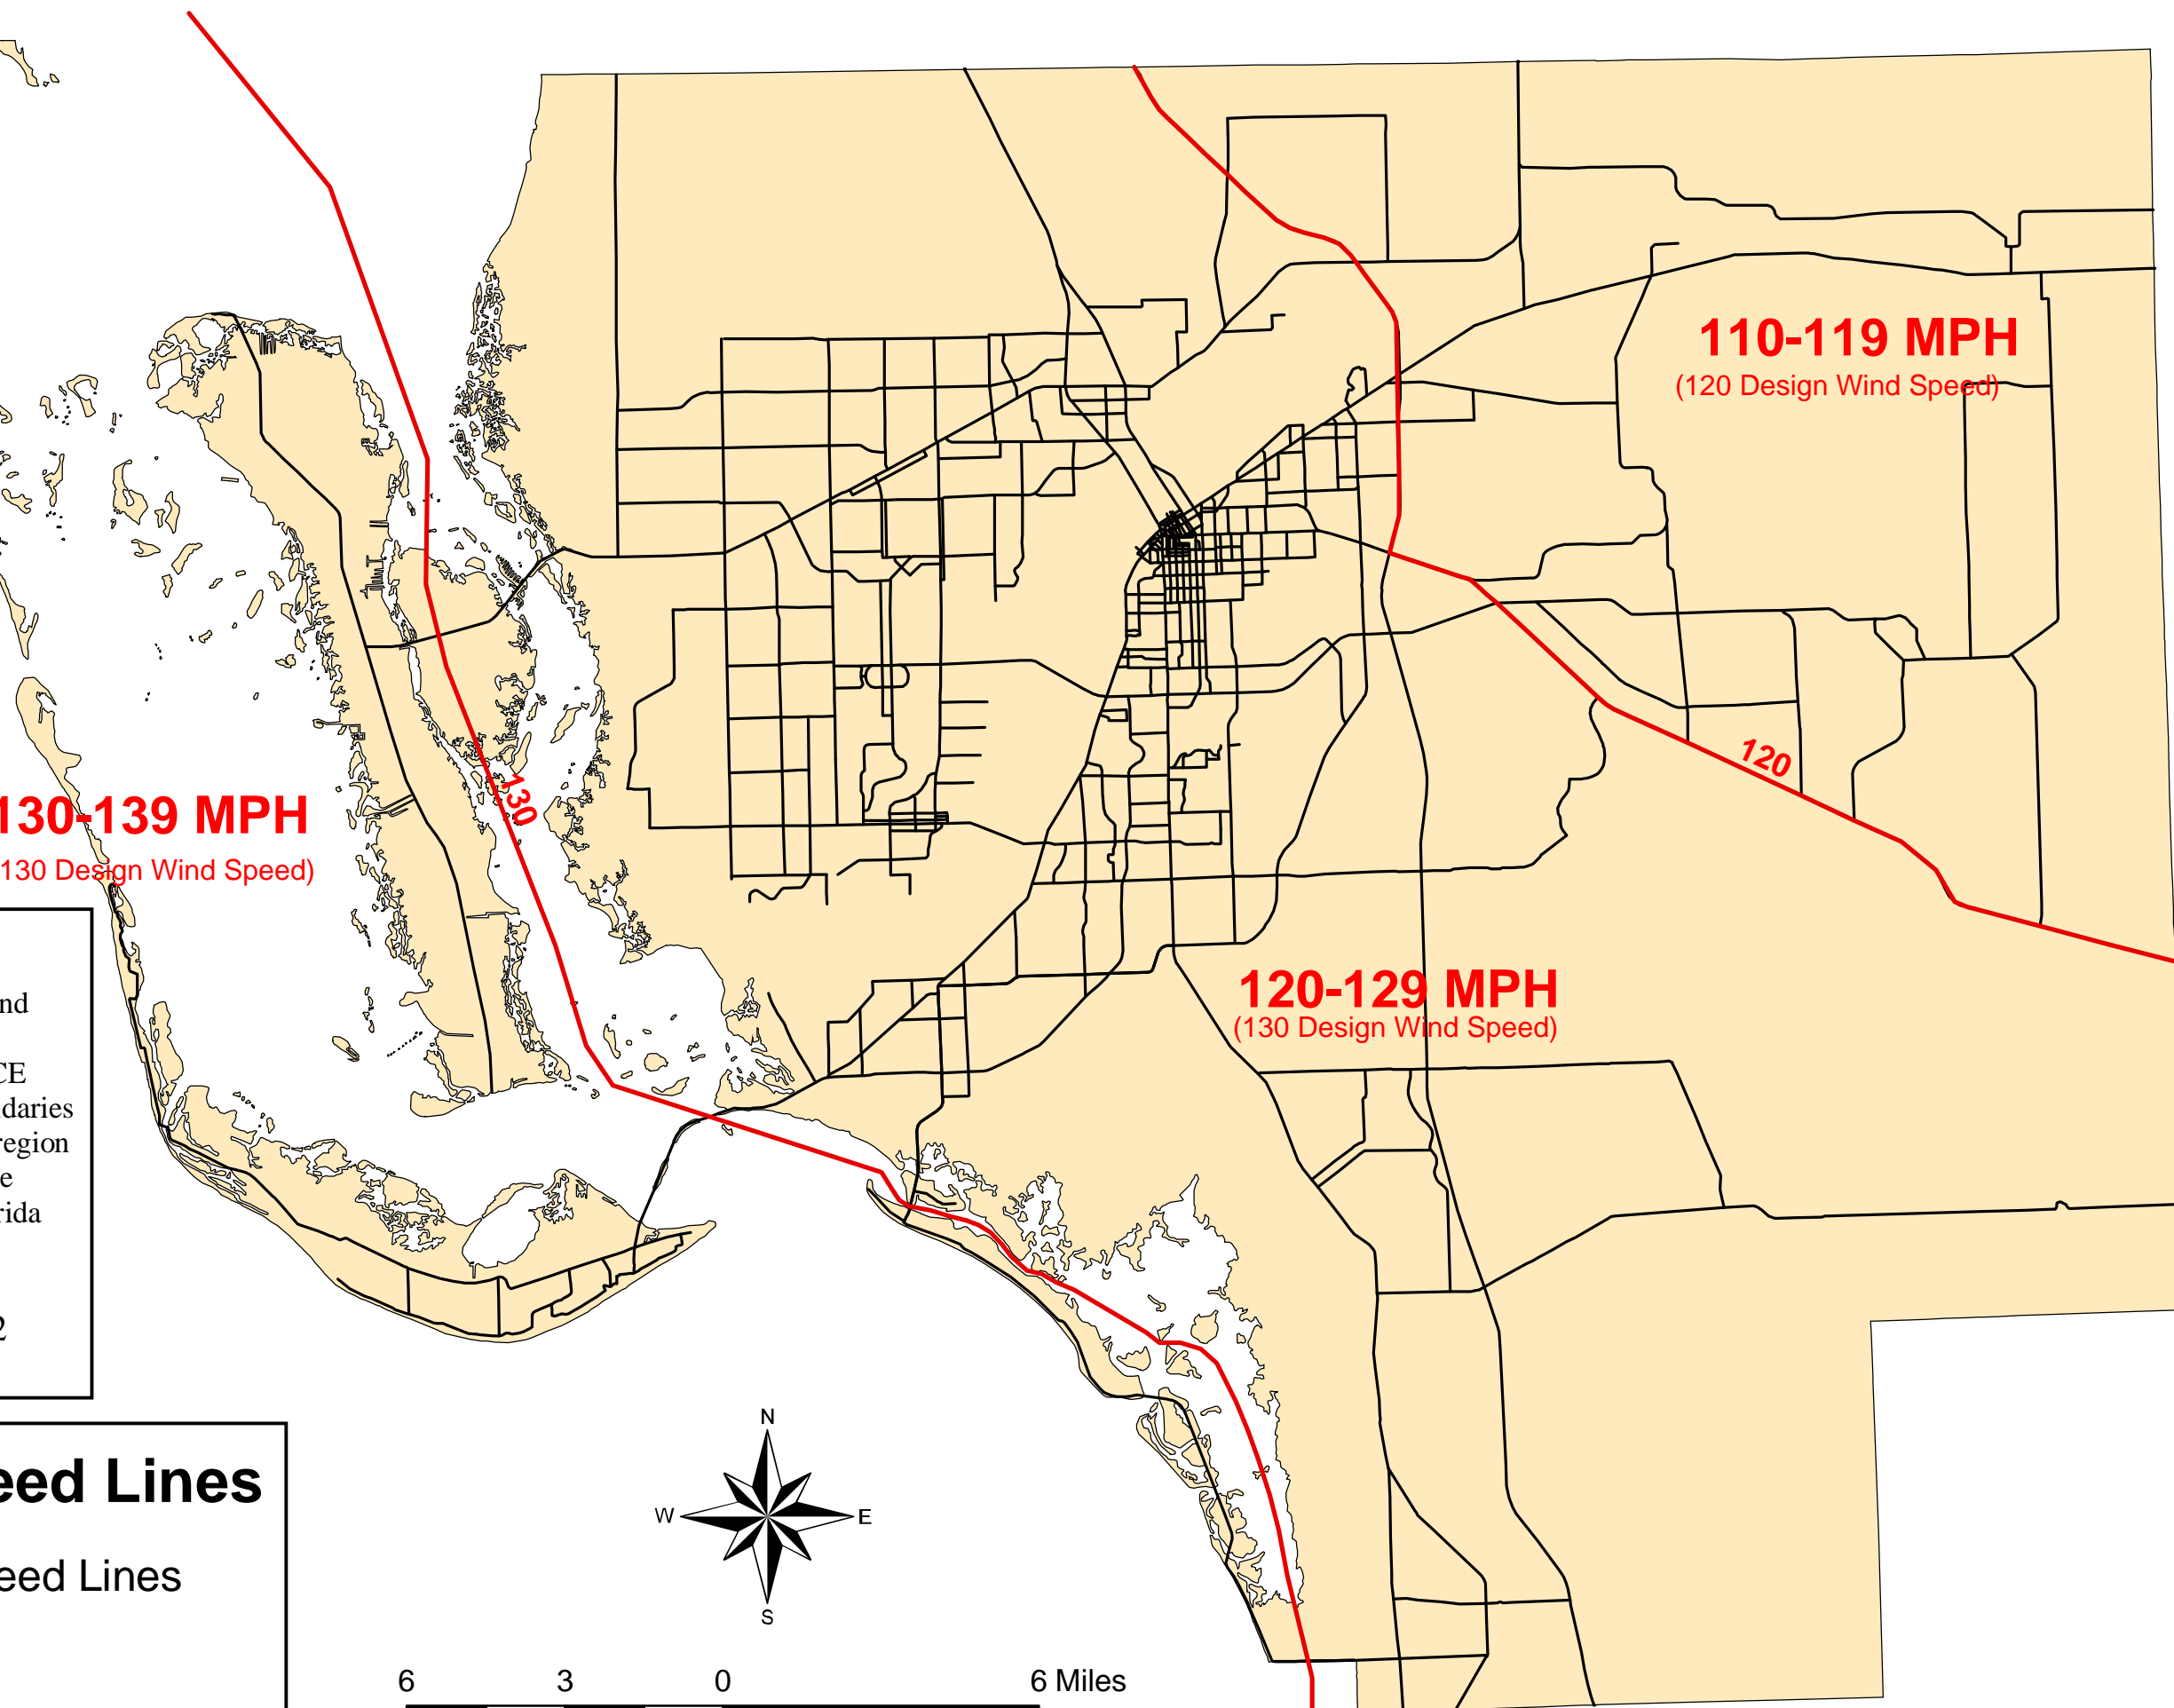 110-119 MPH
(120 Design Wind Speed)
120
130
130-139 MPH
130 Design Wind Speed)
120-129 MPH
(130 Design Wind Speed)
nd
CE
daries
region
e
rida
2
eed Lines
eed Lines
N
W
E
S
6 3 0 6 Miles